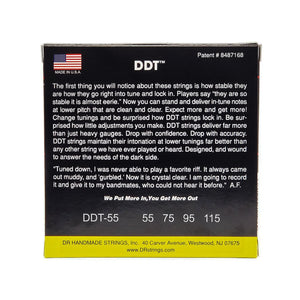 Patent # 8487168
MADE IN U.S.A.
DDT™
The first thing you will notice about these strings is how stable
they are how they go right into tune and lock in. Players say "they are so
stable it is almost eerie." Now you can stand and deliver in-tune notes
at lower pitch that are clean and clear. Expect more and get more!
Change tunings and be surprised how DDT strings lock in. Be sur-
prised how little adjustments you make. DDT strings deliver far more
than just heavy gauges. Drop with confidence. Drop with accuracy.
DDT strings maintain their intonation at lower tunings far better than
any other string we have ever played or heard. Designed, and wound
to answer the needs of the dark side.
"Tuned down, I was never able to play a favorite riff. It always came
out muddy, and 'gurbled.' Now it is crystal clear. I am going to record
it and give it to my bandmates, who could not hear it before." A.F.
We Put More In, You Get More Out
DDT-55 55 75 95 115
DR HANDMADE STRINGS, Inc. 40 Carver Avenue, Westwood, NJ 07675
DRstrings.com